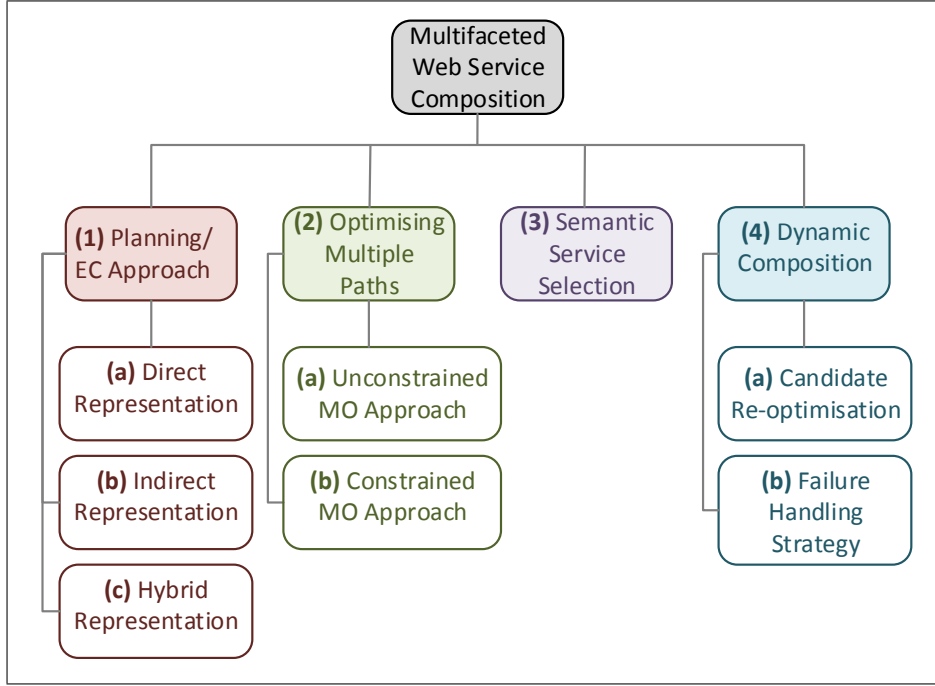 Multifaceted
Web Service
Composition
(1) Planning/
EC Approach
(a) Direct
Representation
(b) Indirect
Representation
(c) Hybrid
Representation
(2) Optimising
Multiple
Paths
(a) Unconstrained
MO Approach
(b) Constrained
MO Approach
(3) Semantic
Service
Selection
(4) Dynamic
Composition
(a) Candidate
Re-optimisation
(b) Failure
Handling
Strategy